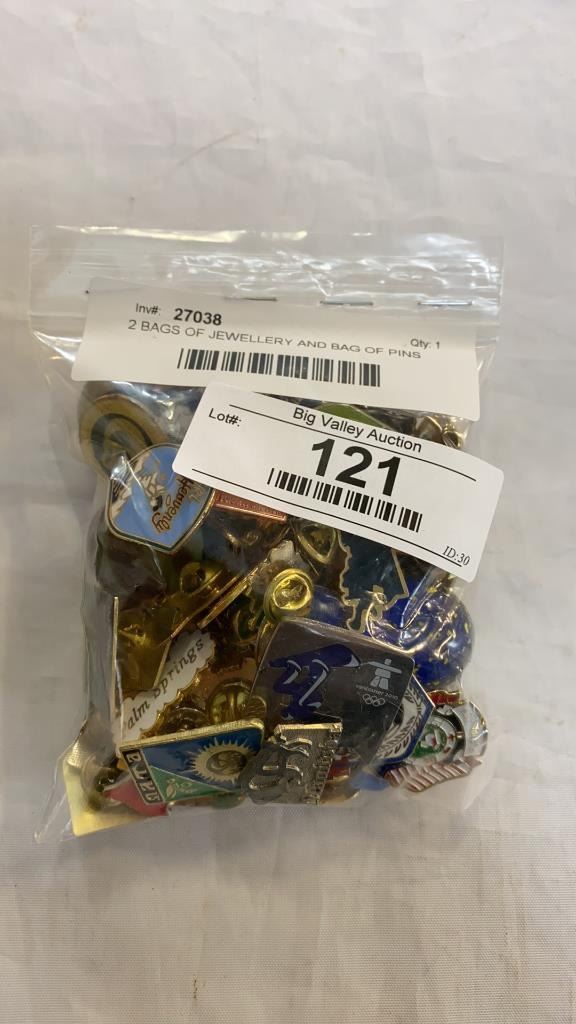 Inv#: 27038
2 BAGS OF JEWELLERY AND BAG OF PINS
Qty: 1
Big Valley Auction
Lot#:
121
ID:30
Heavenly
alm springs
vancouver 2010